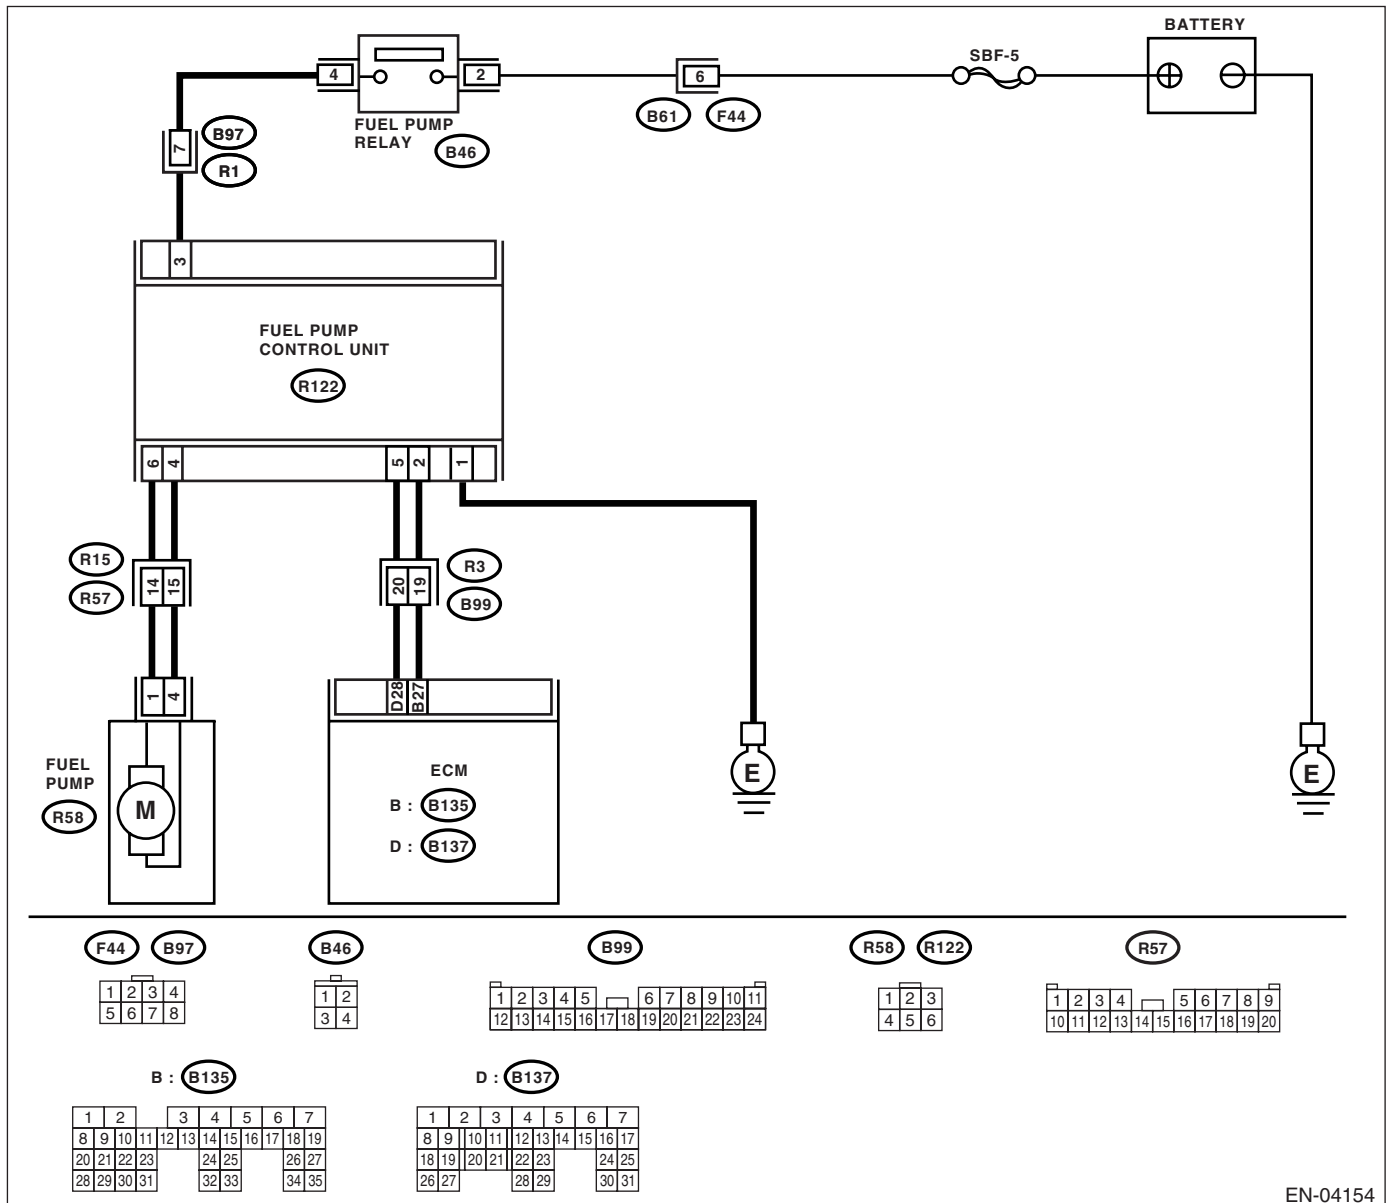 BATTERY
SBF-5
4
2
6
FUEL PUMP
RELAY
B46
B61
F44
7
B97
R1
3
FUEL PUMP
CONTROL UNIT
R122
6 4 5 2 1
R15
R57
14 15
20 19
R3
B99
1 4
D28 B27
FUEL
PUMP
R58
M
ECM
B : B135
D : B137
E
E
F44 B97
1 2 3 4
5 6 7 8
B46
1 2
3 4
B99
1 2 3 4 5 6 7 8 9 10 11
12 13 14 15 16 17 18 19 20 21 22 23 24
R58 R122
1 2 3
4 5 6
R57
1 2 3 4 5 6 7 8 9
10 11 12 13 14 15 16 17 18 19 20
B : B135
1 2 3 4 5 6 7
8 9 10 11 12 13 14 15 16 17 18 19
20 21 22 23 24 25 26 27
28 29 30 31 32 33 34 35
D : B137
1 2 3 4 5 6 7
8 9 10 11 12 13 14 15 16 17
18 19 20 21 22 23 24 25
26 27 28 29 30 31
EN-04154